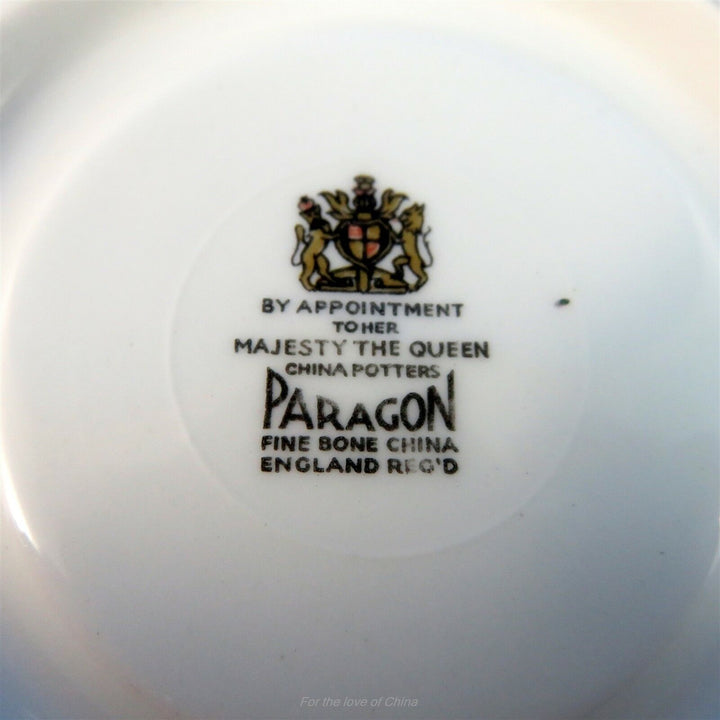 BY APPOINTMENT
TO HER
MAJESTY THE QUEEN
CHINA POTTERS
PARAGON
FINE BONE CHINA
ENGLAND REG'D
For the love of China